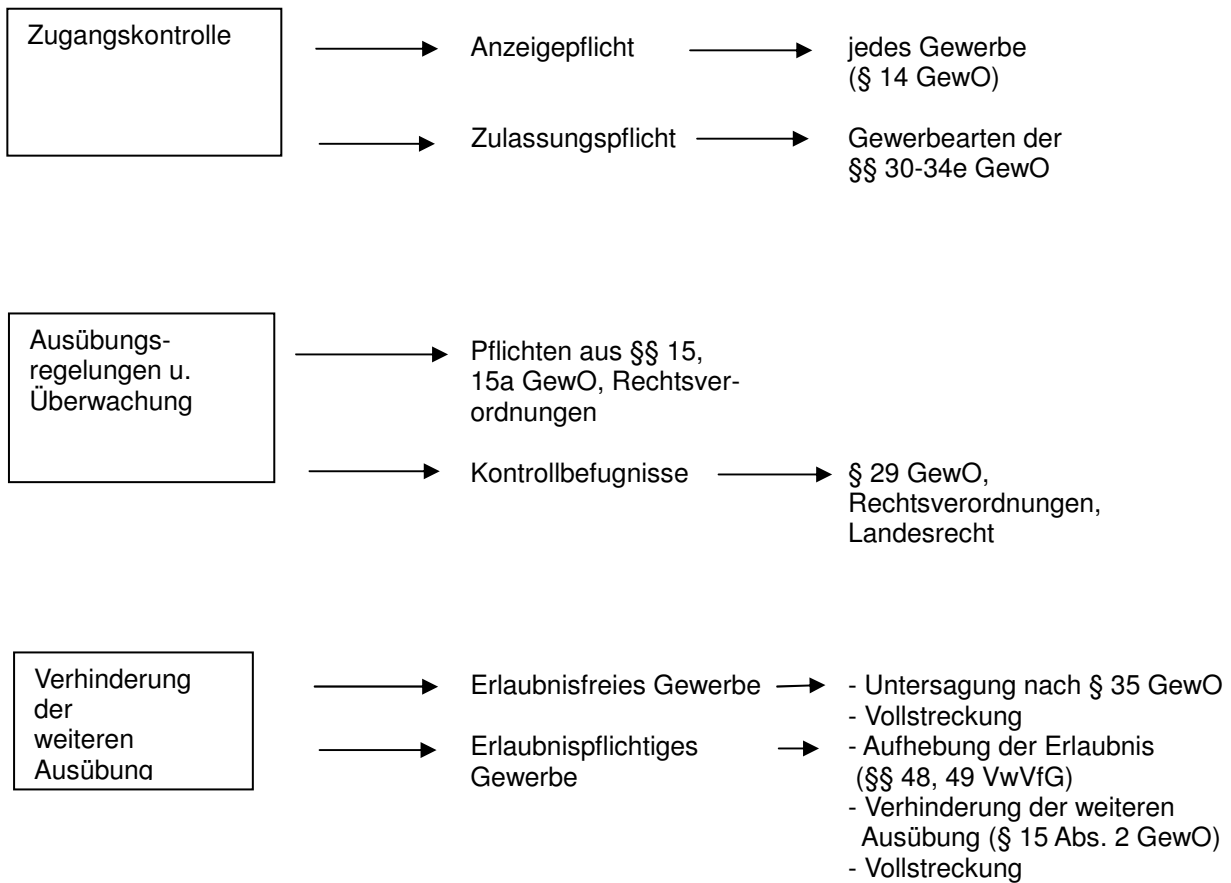 Zugangskontrolle
Anzeigepflicht
jedes Gewerbe
(§ 14 GewO)
Zulassungspflicht
Gewerbearten der
§§ 30-34e GewO
Ausübungs-
regelungen u.
Überwachung
Pflichten aus §§ 15,
15a GewO, Rechtsver-
ordnungen
Kontrollbefugnisse
§ 29 GewO,
Rechtsverordnungen,
Landesrecht
Verhinderung
der
weiteren
Ausübung
Erlaubnisfreies Gewerbe
- Untersagung nach § 35 GewO
- Vollstreckung
Erlaubnispflichtiges
Gewerbe
- Aufhebung der Erlaubnis
(§§ 48, 49 VwVfG)
- Verhinderung der weiteren
Ausübung (§ 15 Abs. 2 GewO)
- Vollstreckung